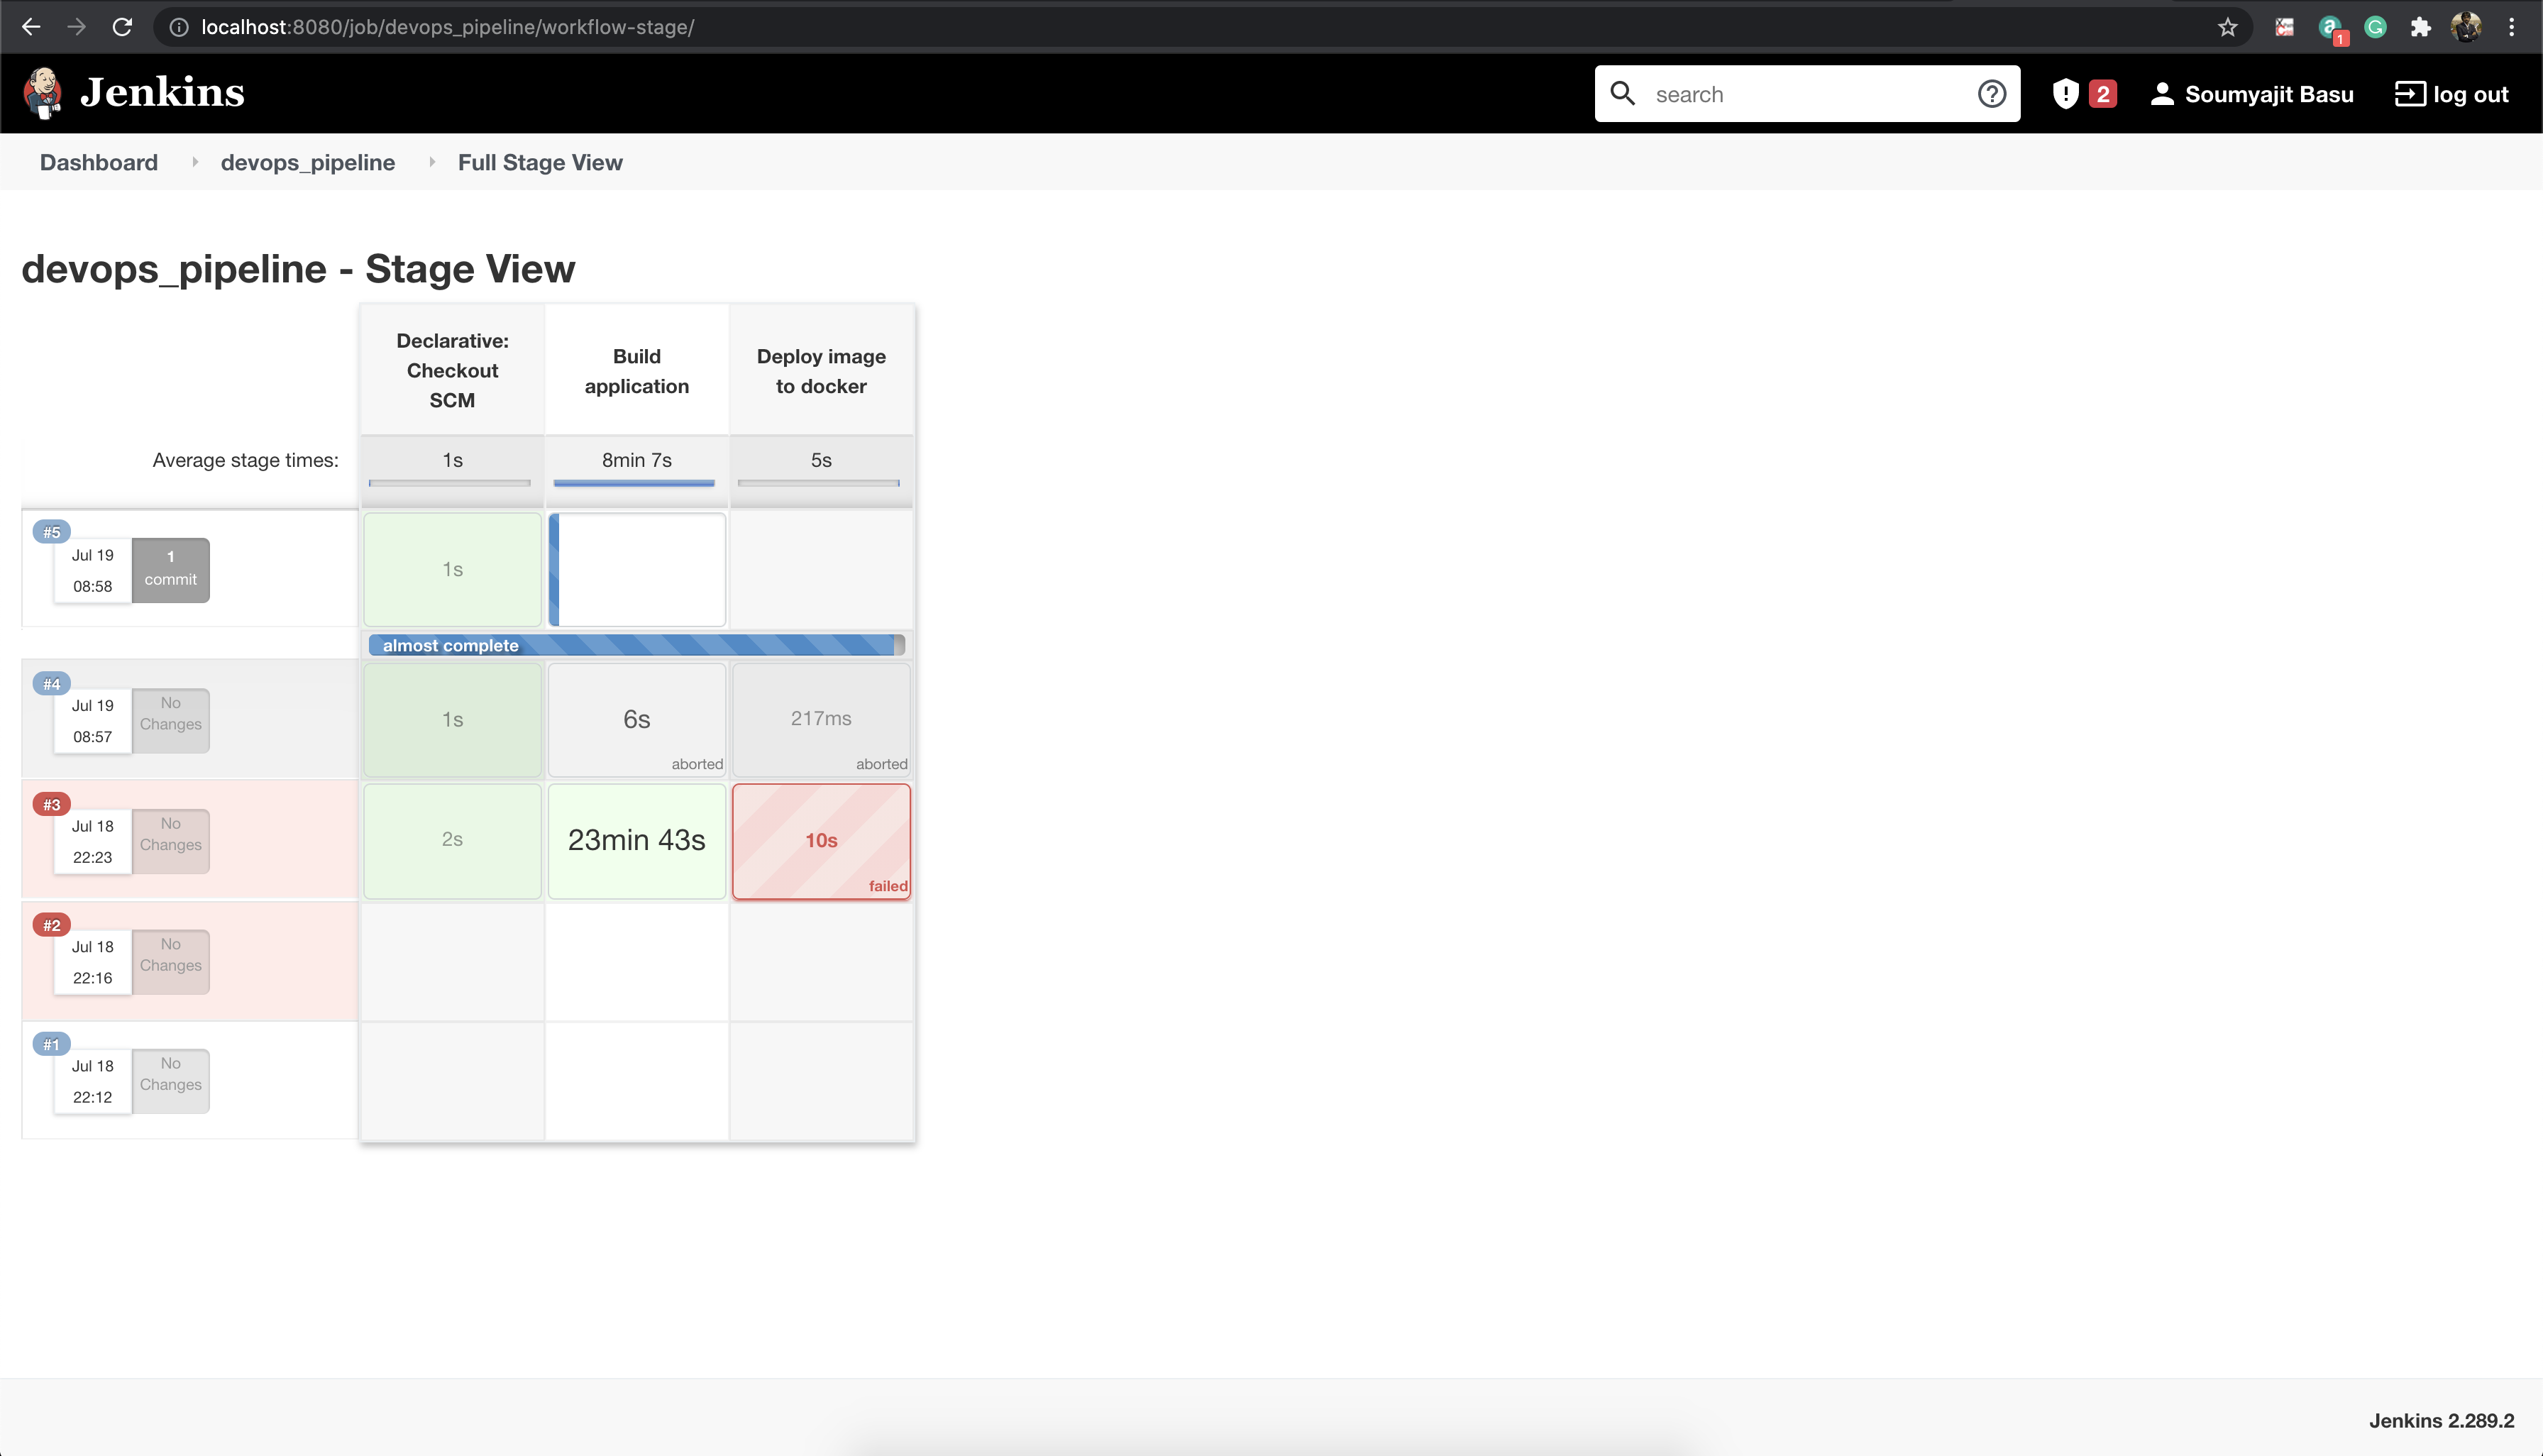 localhost:8080/job/devops_pipeline/workflow-stage/
1
Jenkins
search
2
Soumyajit Basu
log out
Dashboard
devops_pipeline
Full Stage View
devops_pipeline - Stage View
Declarative:
Checkout
SCM
Build
application
Deploy image
to docker
Average stage times:
1s
8min 7s
5s
#5
Jul 19
08:58
1
commit
1s
almost complete
#4
Jul 19
08:57
No
Changes
1s
6s
aborted
217ms
aborted
#3
Jul 18
22:23
No
Changes
2s
23min 43s
10s
failed
#2
Jul 18
22:16
No
Changes
#1
Jul 18
22:12
No
Changes
Jenkins 2.289.2